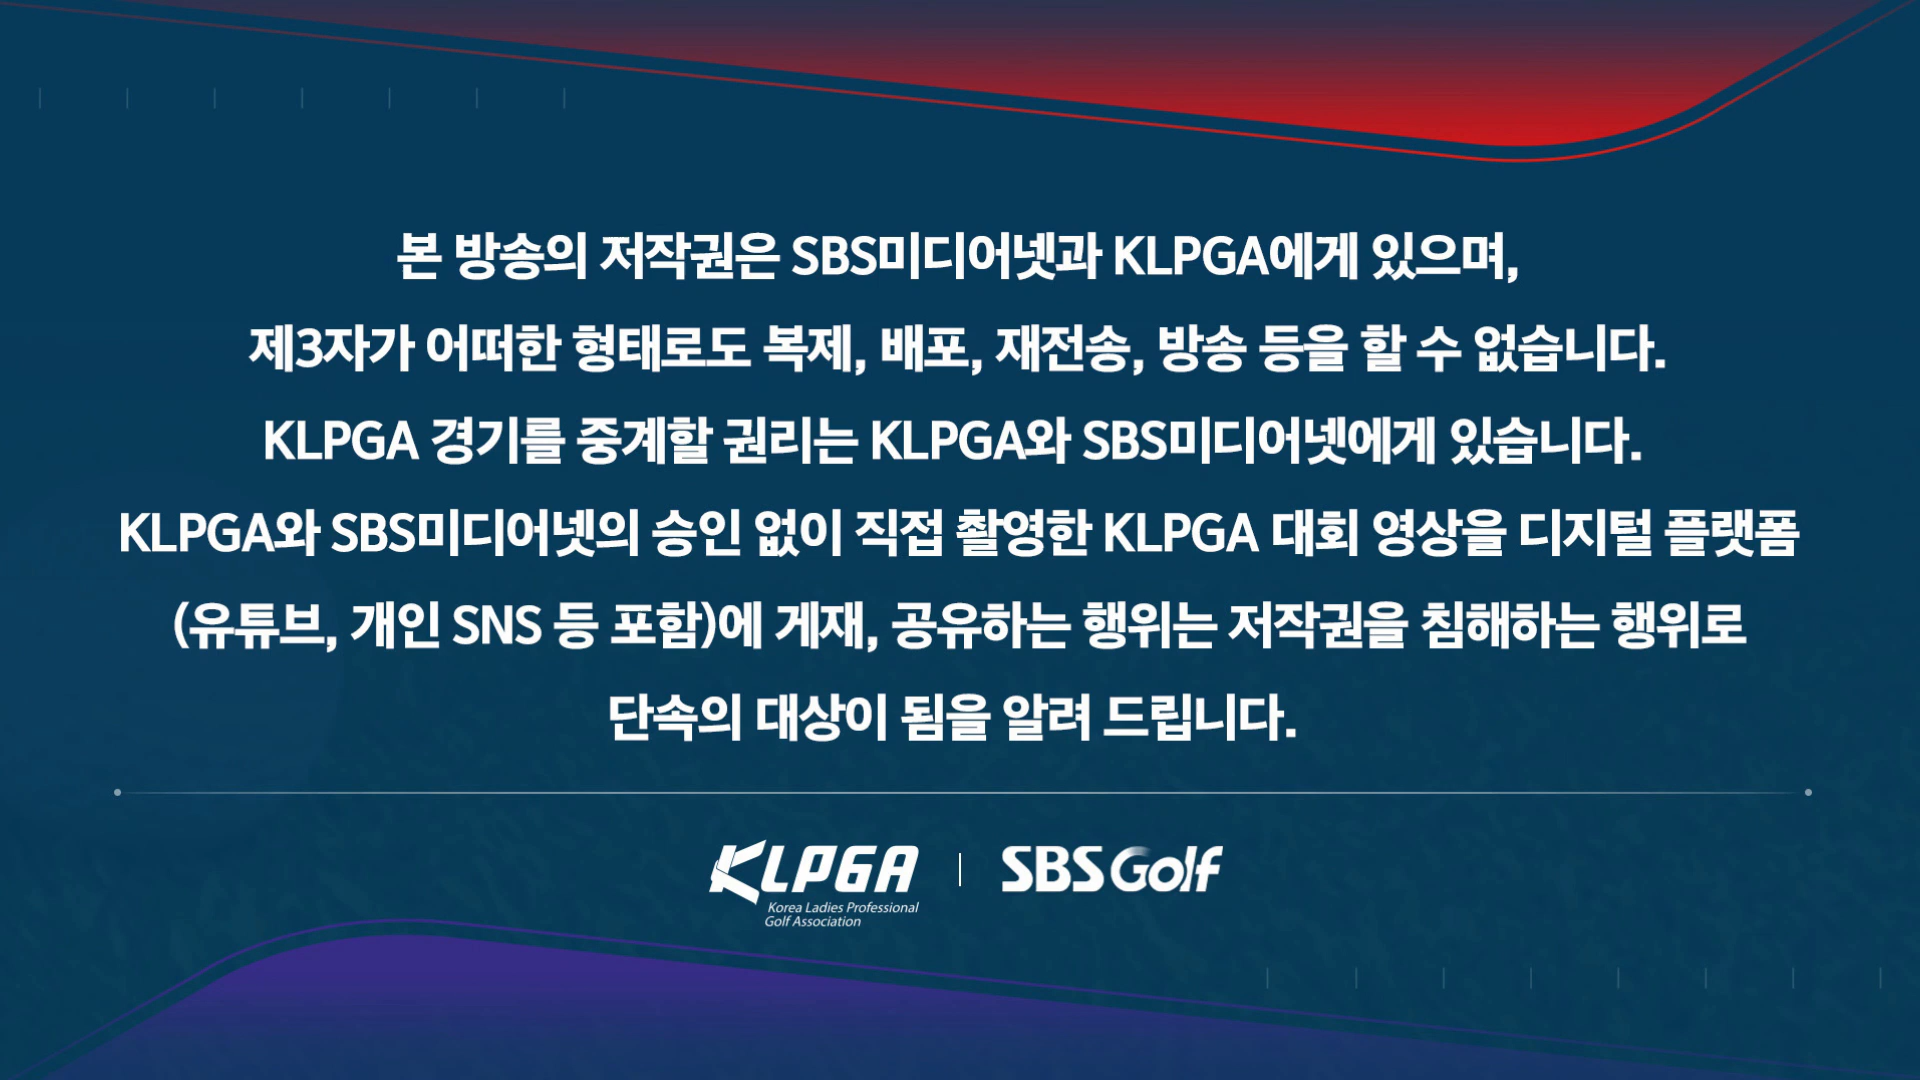 본 방송의 저작권은 SBS미디어넷과 KLPGA에게 있으며,
제3자가 어떠한 형태로도 복제, 배포, 재전송, 방송 등을 할 수 없습니다.
KLPGA 경기를 중계할 권리는 KLPGA와 SBS미디어넷에게 있습니다.
KLPGA와 SBS미디어넷의 승인 없이 직접 촬영한 KLPGA 대회 영상을 디지털 플랫폼
(유튜브, 개인 SNS 등 포함)에 게재, 공유하는 행위는 저작권을 침해하는 행위로
단속의 대상이 됨을 알려 드립니다.
KLPGA
Korea Ladies Professional
Golf Association
SBS Golf